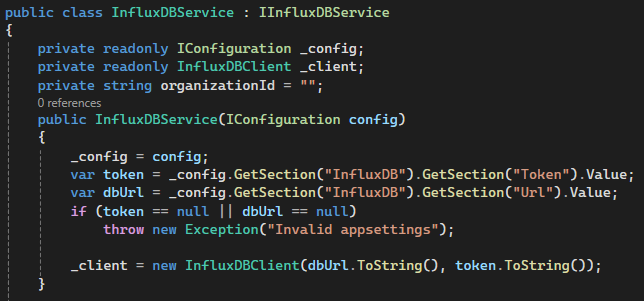 public class InfluxDBService : IInfluxDBService
{
private readonly IConfiguration _config;
private readonly InfluxDBClient _client;
private string organizationId = "";
0 references
public InfluxDBService(IConfiguration config)
{
_config = config;
var token = _config.GetSection("InfluxDB").GetSection("Token").Value;
var dbUrl = _config.GetSection("InfluxDB").GetSection("Url").Value;
if (token == null || dbUrl == null)
throw new Exception("Invalid appsettings");
_client = new InfluxDBClient(dbUrl.ToString(), token.ToString());
}